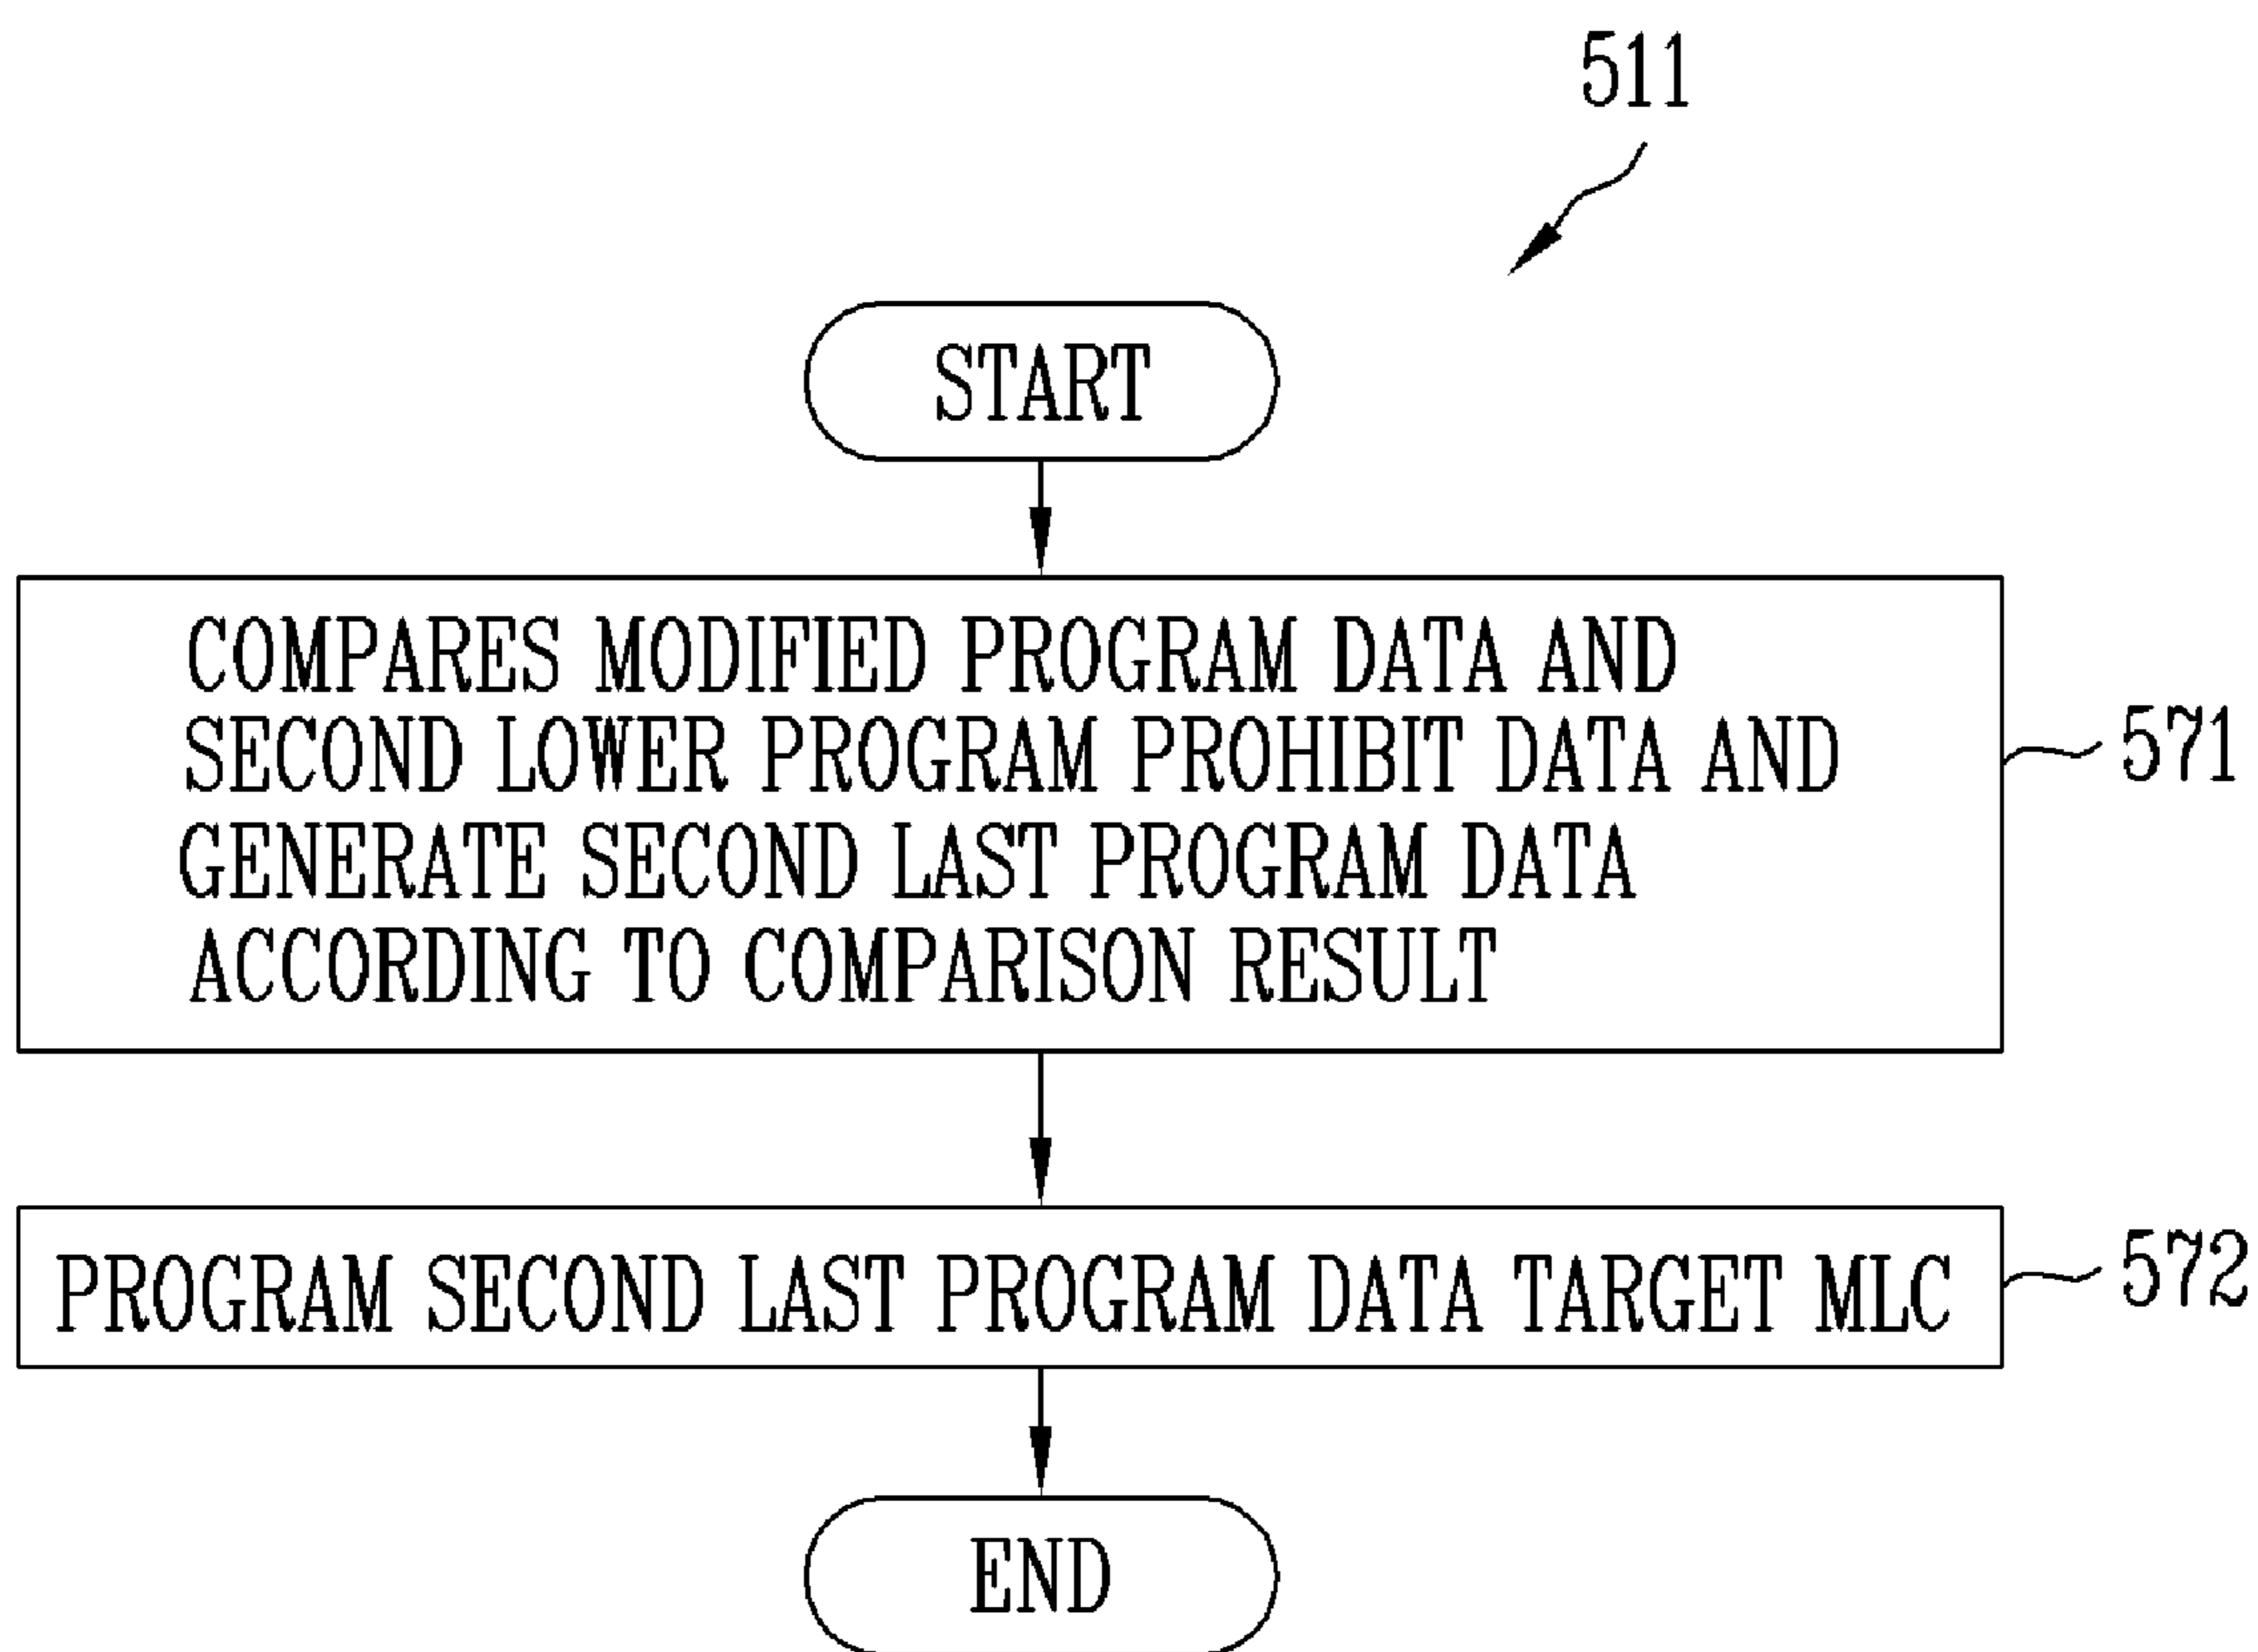 511
START
COMPARES MODIFIED PROGRAM DATA AND
SECOND LOWER PROGRAM PROHIBIT DATA AND
GENERATE SECOND LAST PROGRAM DATA
ACCORDING TO COMPARISON RESULT
571
PROGRAM SECOND LAST PROGRAM DATA TARGET MLC
572
END